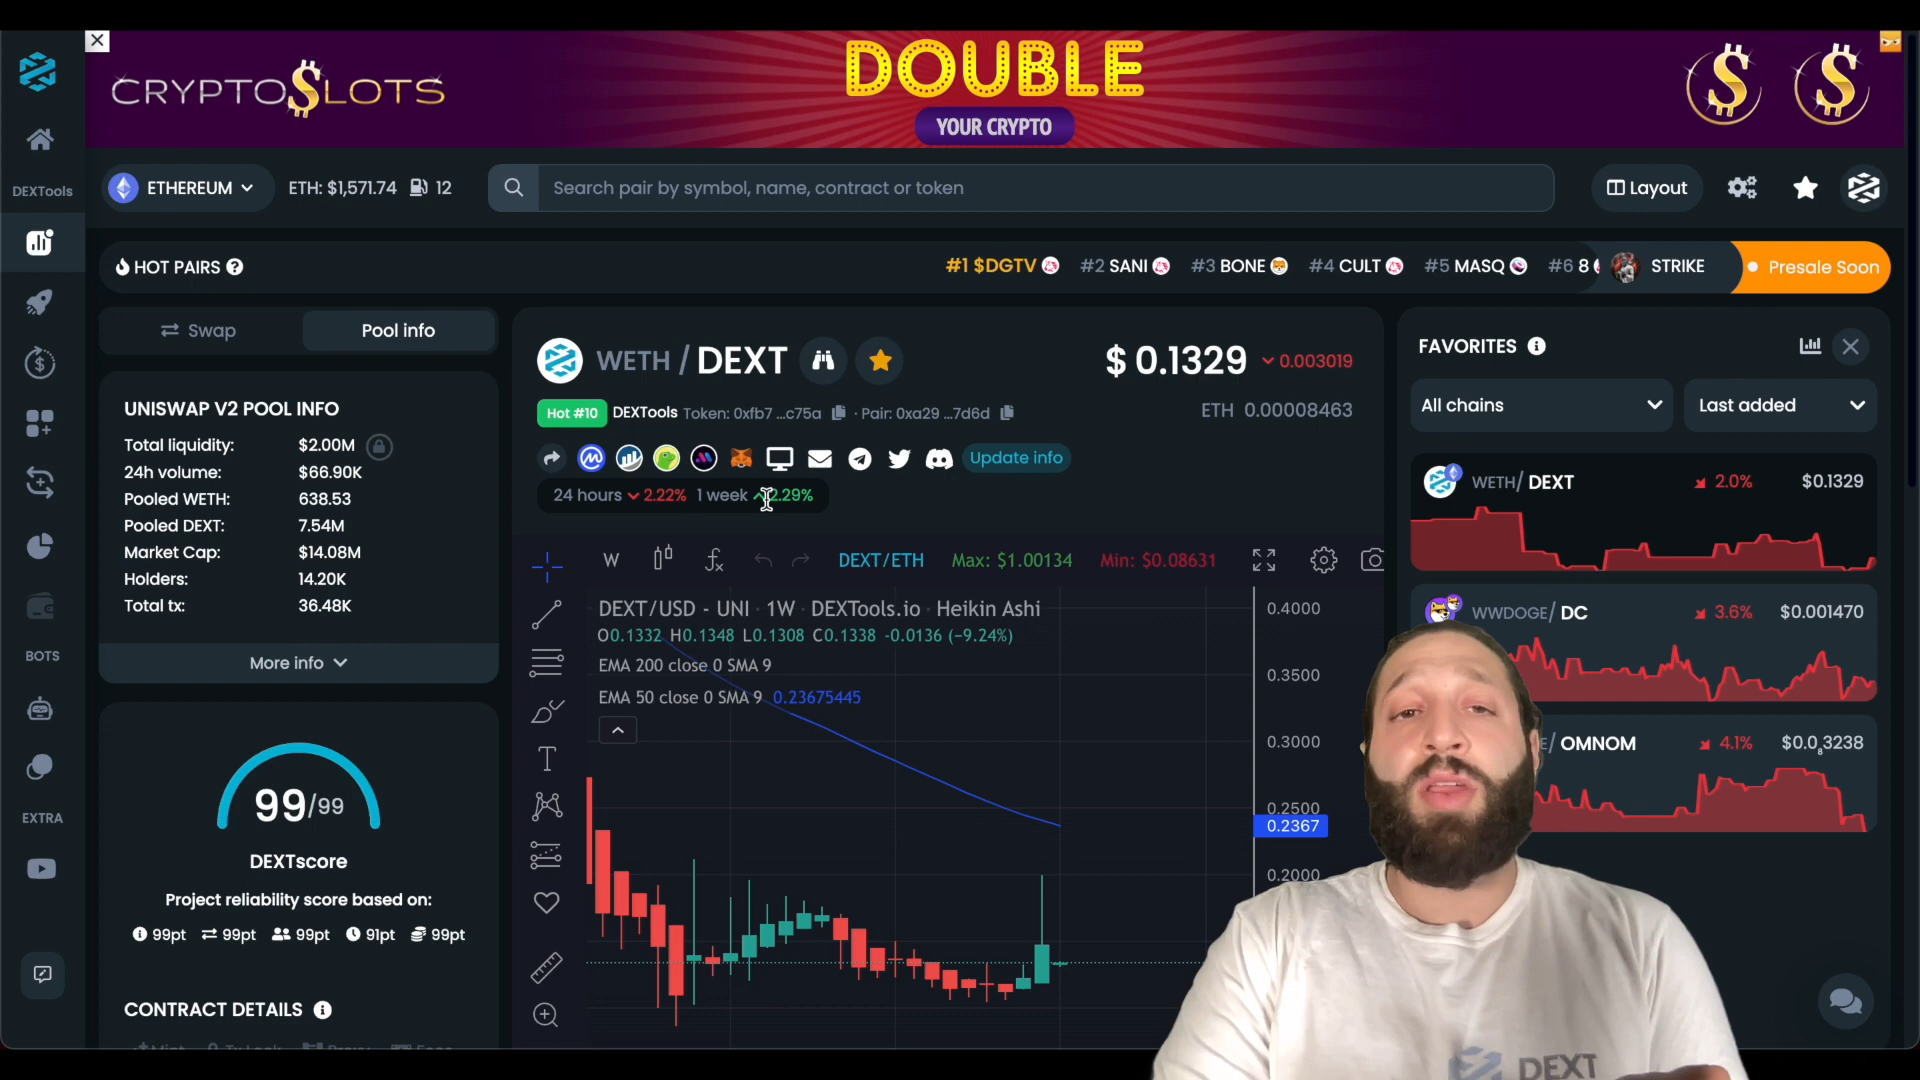 CRYPTO$LOTS
DOUBLE
YOUR CRYPTO
DEXTools
ETHEREUM
ETH: $1,571.74
12
Search pair by symbol, name, contract or token
Layout
HOT PAIRS
#1 $DGTV
#2 SANI
#3 BONE
#4 CULT
#5 MASQ
#6 8
STRIKE
Presale Soon
Swap
Pool info
UNISWAP V2 POOL INFO
Total liquidity: $2.00M
24h volume: $66.90K
Pooled WETH: 638.53
Pooled DEXT: 7.54M
Market Cap: $14.08M
Holders: 14.20K
Total tx: 36.48K
More info
BOTS
EXTRA
99/99
DEXTscore
Project reliability score based on:
99pt 99pt 99pt 91pt 99pt
CONTRACT DETAILS
WETH / DEXT
$ 0.1329
0.003019
Hot #10 DEXTools Token: 0xfb7 ...c75a · Pair: 0xa29 ...7d6d
ETH 0.00008463
Update info
24 hours 2.22% 1 week 2.29%
W
DEXT/ETH Max: $1.00134 Min: $0.08631
DEXT/USD - UNI · 1W · DEXTools.io · Heikin Ashi
O0.1332 H0.1348 L0.1308 C0.1338 -0.0136 (−9.24%)
EMA 200 close 0 SMA 9
EMA 50 close 0 SMA 9 0.23675445
0.4000
0.3500
0.3000
0.2500
0.2367
0.2000
FAVORITES
All chains
Last added
WETH/ DEXT 2.0% $0.1329
WWDOGE/ DC 3.6% $0.001470
E/ OMNOM 4.1% $0.0₈3238
DEXT